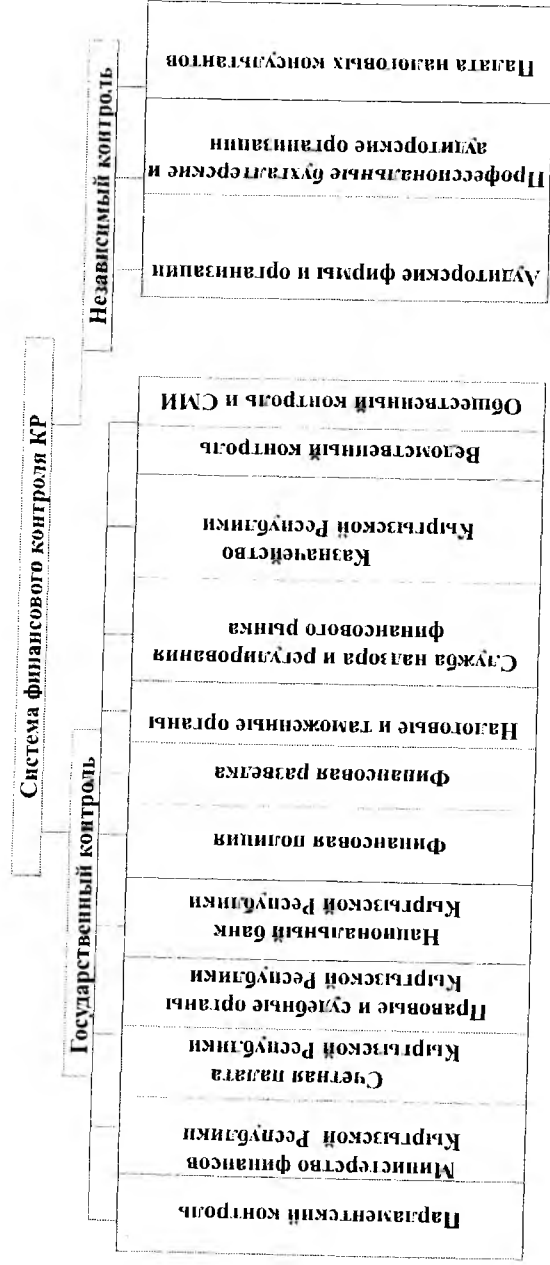 Система финансового контроля КР
Государственный контроль
Независимый контроль
Парламентский контроль
Министерство финансов
Кыргызской Республики
Счетная палата
Кыргызской Республики
Правовые и судебные органы
Кыргызской Республики
Национальный банк
Кыргызской Республики
Финансовая полиция
Финансовая разведка
Налоговые и таможенные органы
Служба надзора и регулирования
финансового рынка
Казначейство
Кыргызской Республики
Ведомственный контроль
Общественный контроль и СМИ
Аудиторские фирмы и организации
Профессиональные бухгалтерские и
аудиторские организации
Палата налоговых консультантов